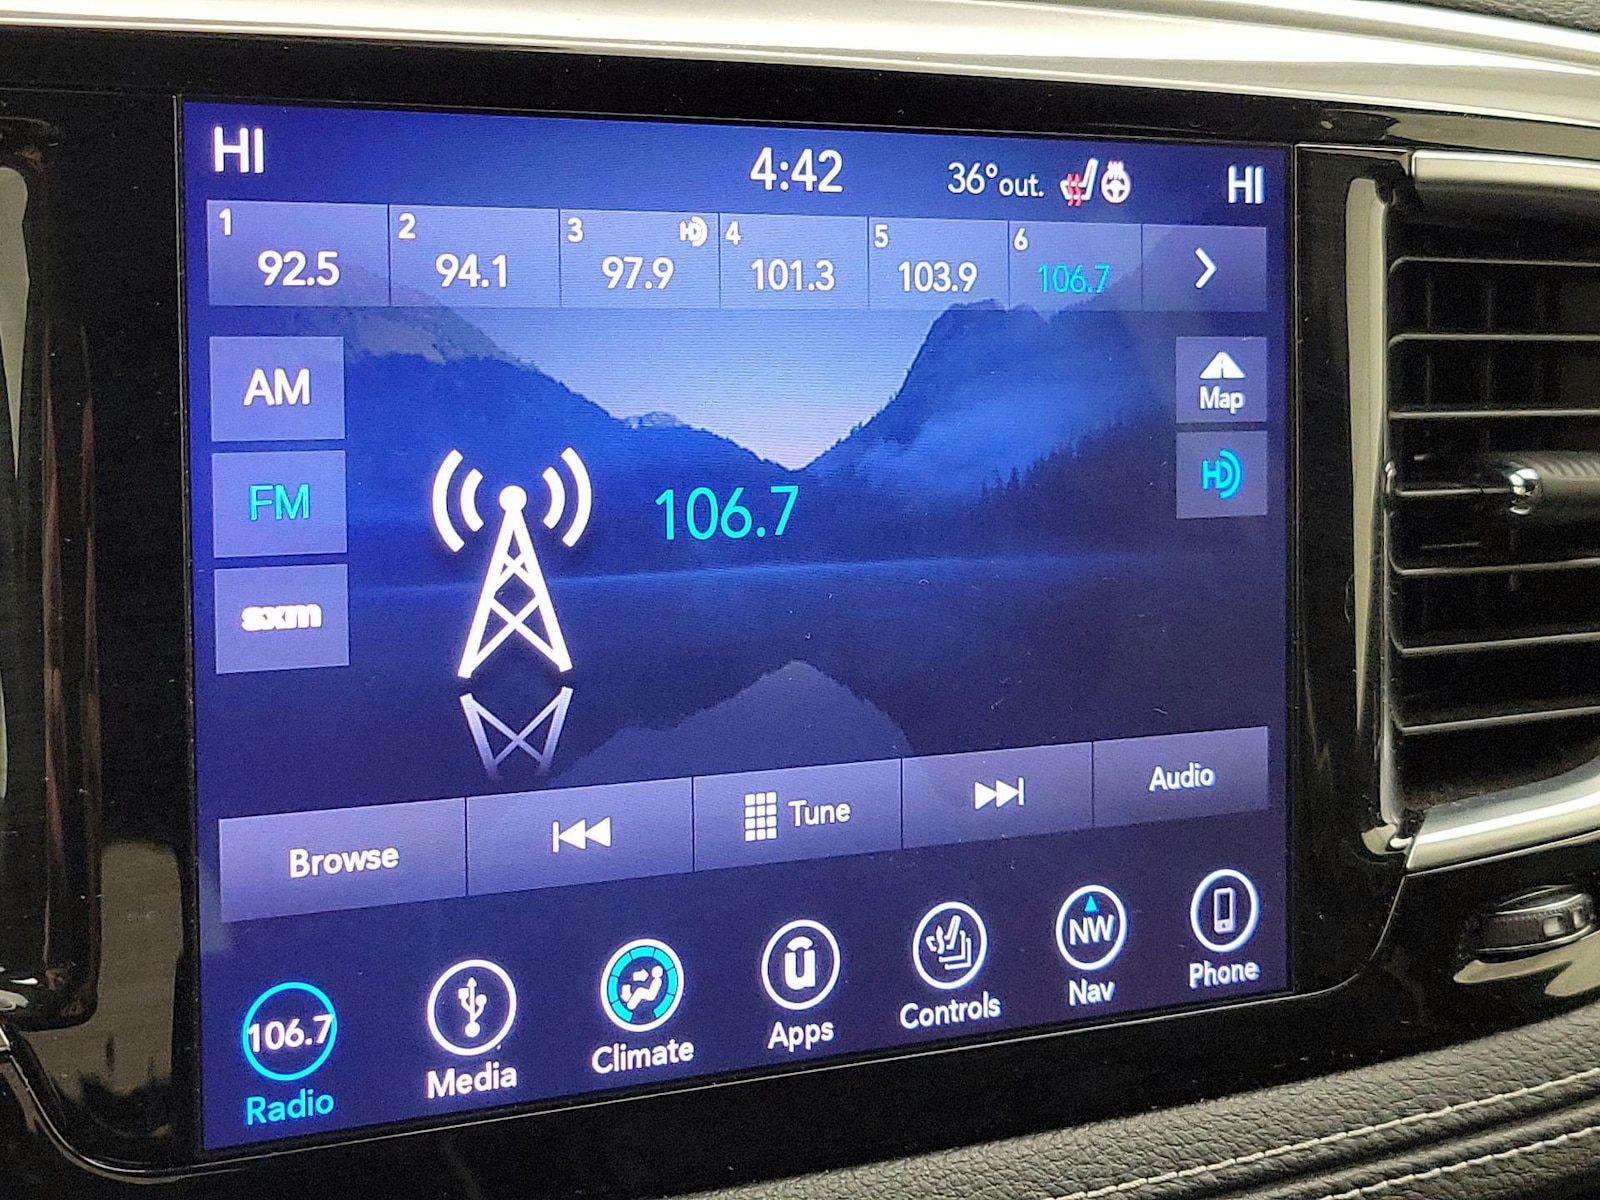 HI 4:42 36°out. HI
1 2 3 HD 4 5 6
92.5 94.1 97.9 101.3 103.9 106.7
AM
Map
FM
106.7
HD
sxm
Browse Tune Audio
106.7 NW
Radio Media Climate Apps Controls Nav Phone